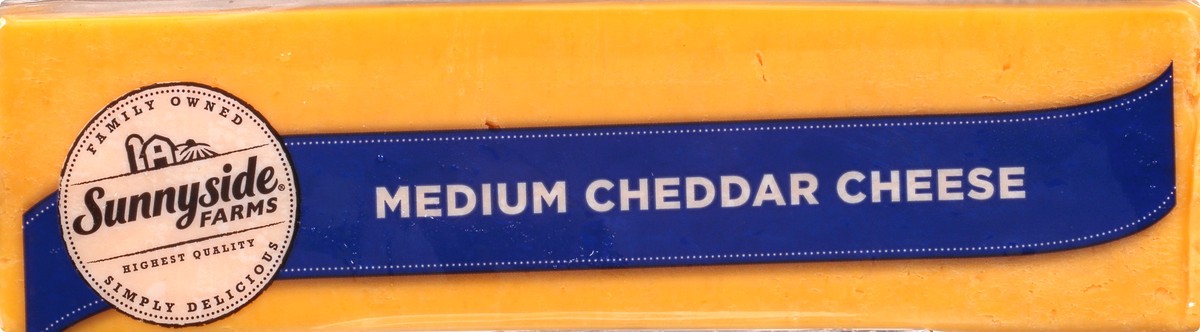 FAMILY OWNED
Sunnyside®
FARMS
HIGHEST QUALITY
SIMPLY DELICIOUS
MEDIUM CHEDDAR CHEESE